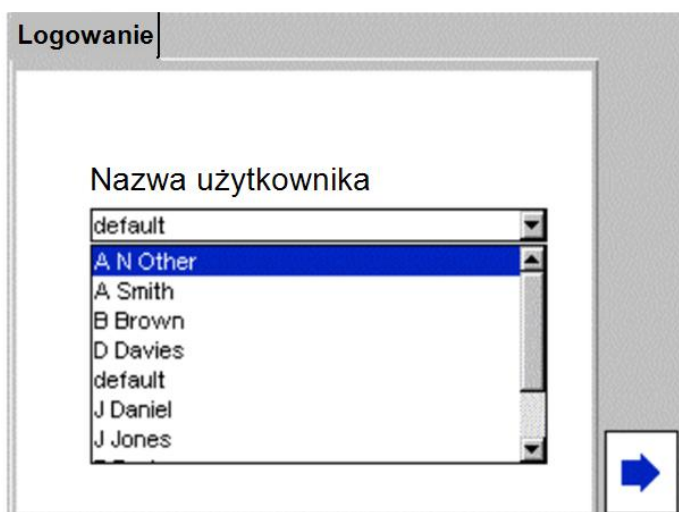 Logowanie
Nazwa użytkownika
default
A N Other
A Smith
B Brown
D Davies
default
J Daniel
J Jones